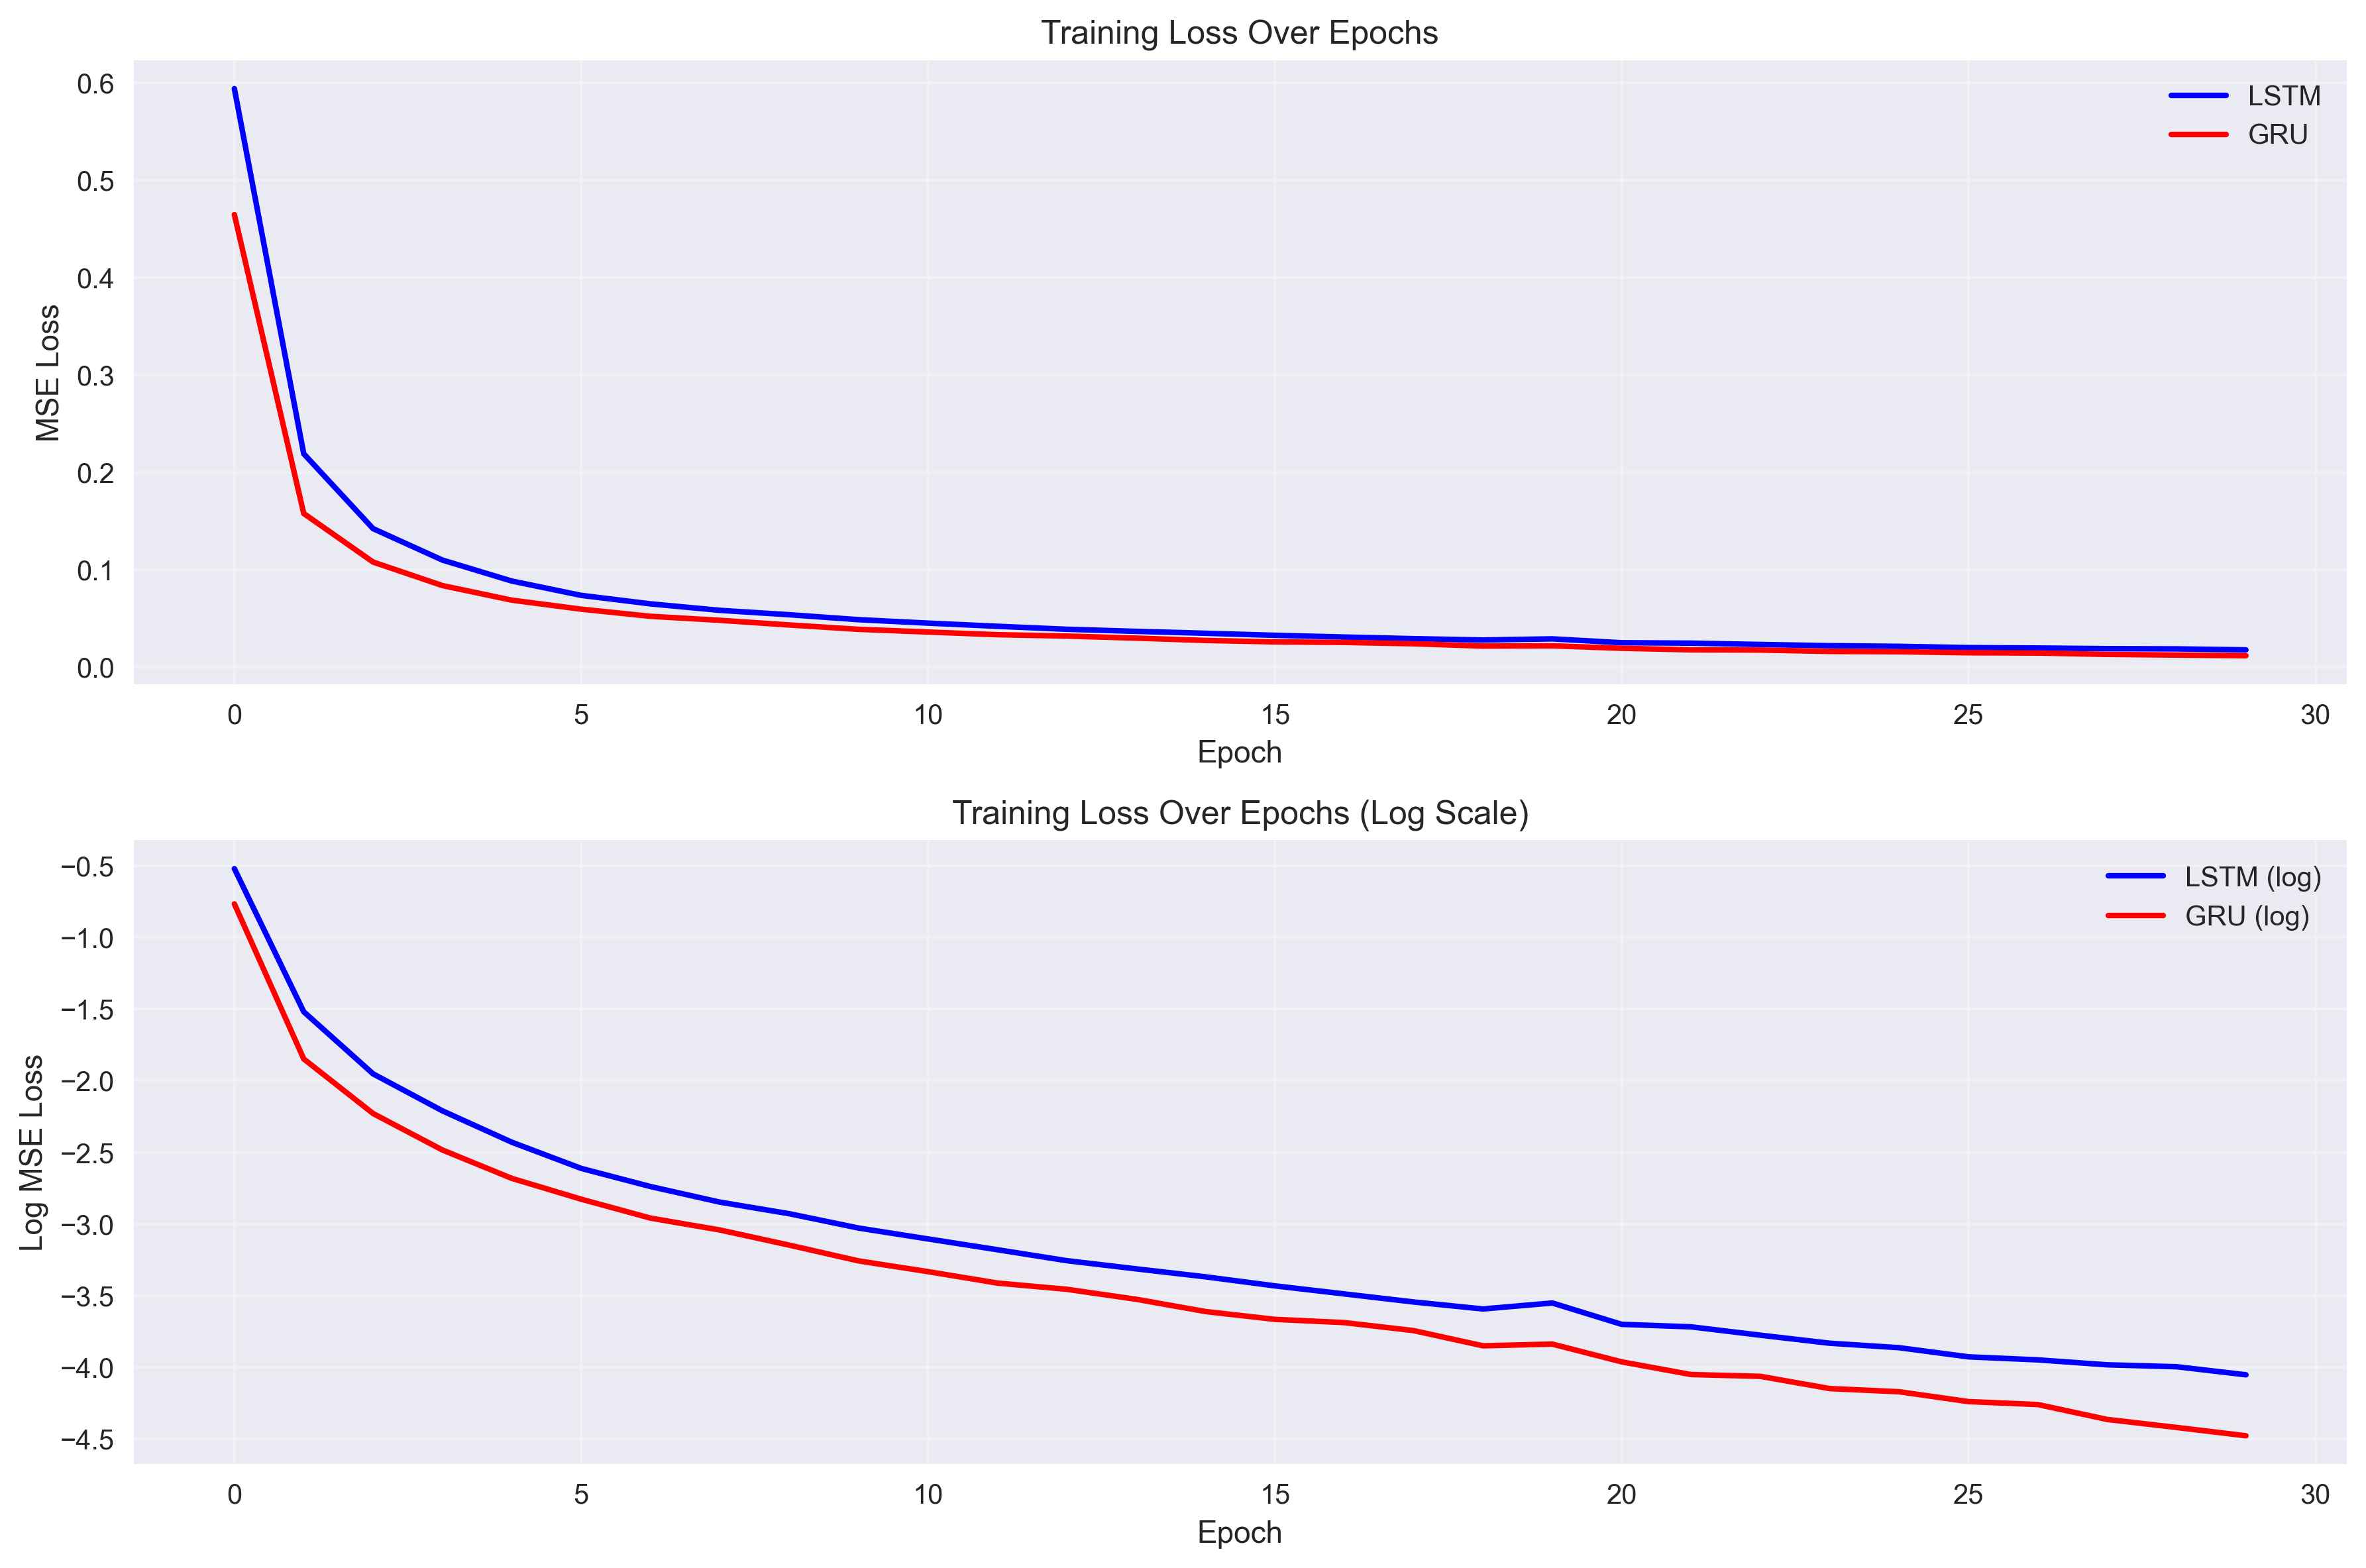 Training Loss Over Epochs
0.6
0.5
0.4
0.3
0.2
0.1
0.0
MSE Loss
LSTM
GRU
0 5 10 15 20 25 30
Epoch
Training Loss Over Epochs (Log Scale)
−0.5
−1.0
−1.5
−2.0
−2.5
−3.0
−3.5
−4.0
−4.5
Log MSE Loss
LSTM (log)
GRU (log)
0 5 10 15 20 25 30
Epoch